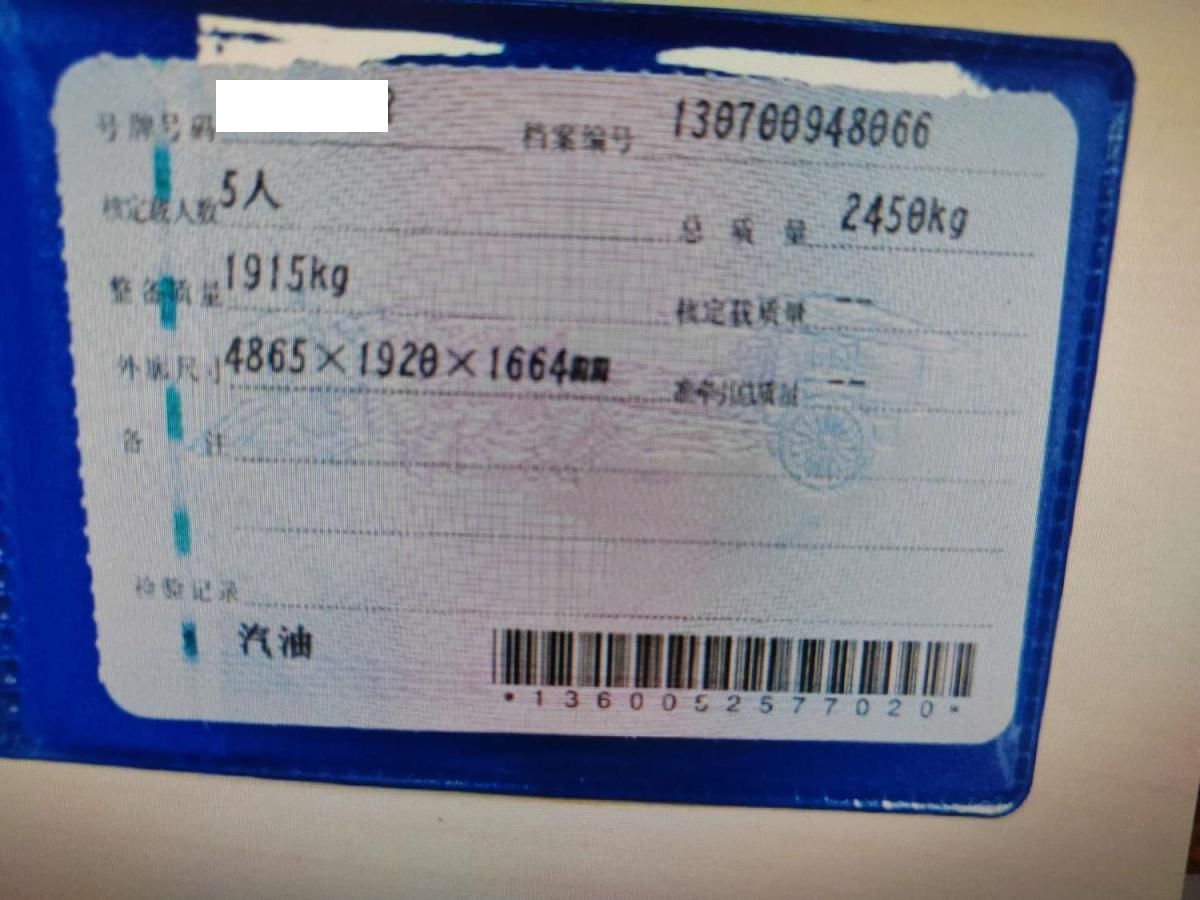 号牌号码 档案编号 130700948066
核定载人数 5人 总质量 2450kg
整备质量 1915kg 核定载质量 --
外廓尺寸 4865×1920×1664mm 准牵引总质量 --
备注
检验记录
汽油
*1360052577020*